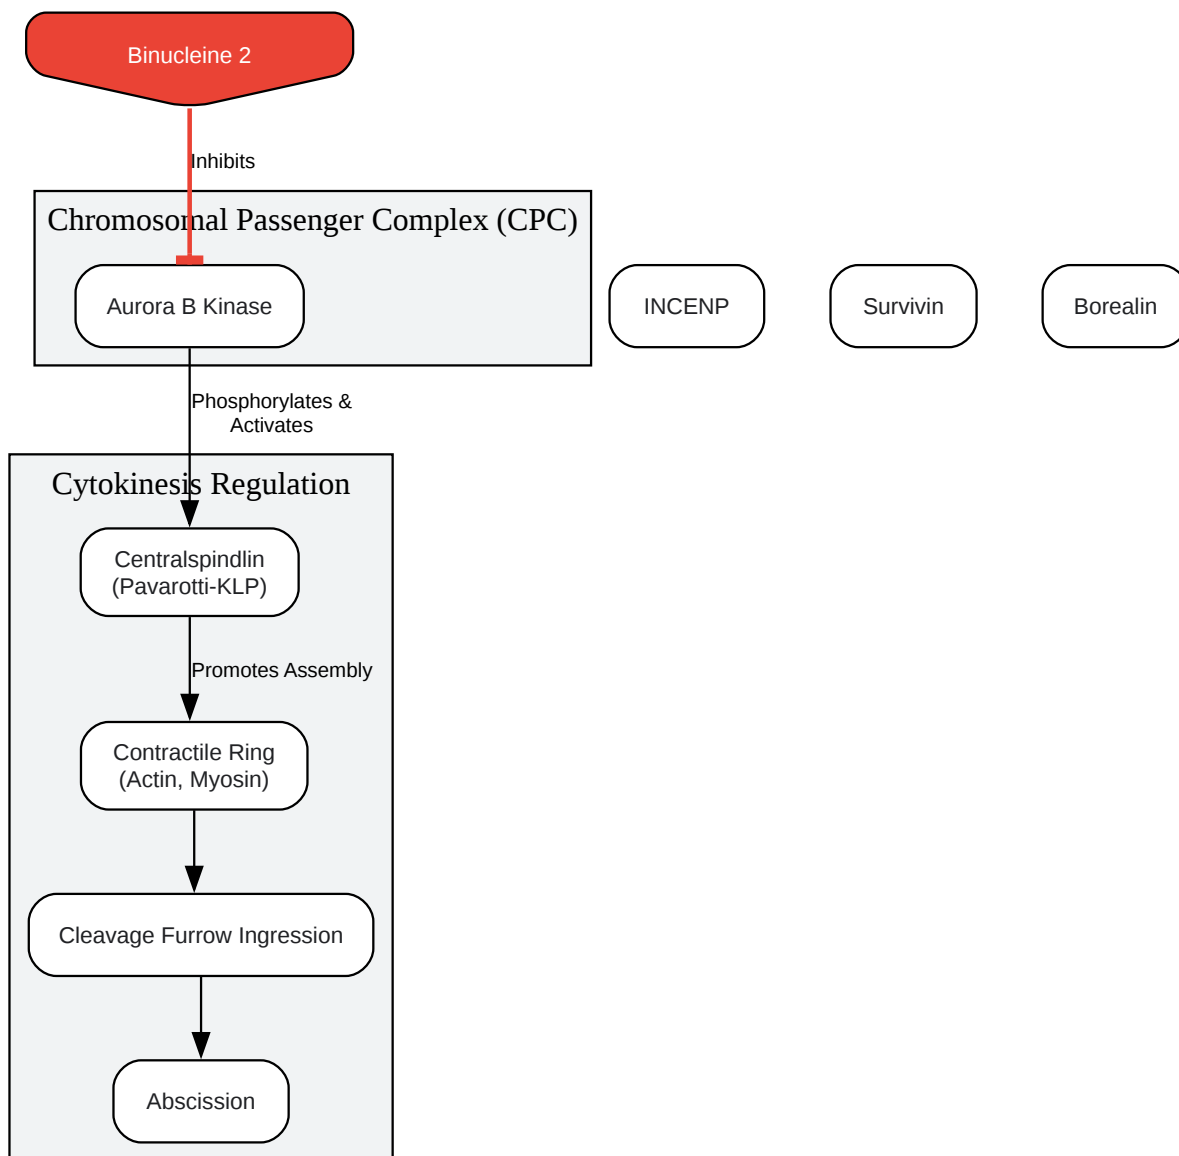 Binucleine 2
Inhibits
Chromosomal Passenger Complex (CPC)
Aurora B Kinase
INCENP
Survivin
Borealin
Phosphorylates &
Activates
Cytokinesis Regulation
Centralspindlin
(Pavarotti-KLP)
Promotes Assembly
Contractile Ring
(Actin, Myosin)
Cleavage Furrow Ingression
Abscission